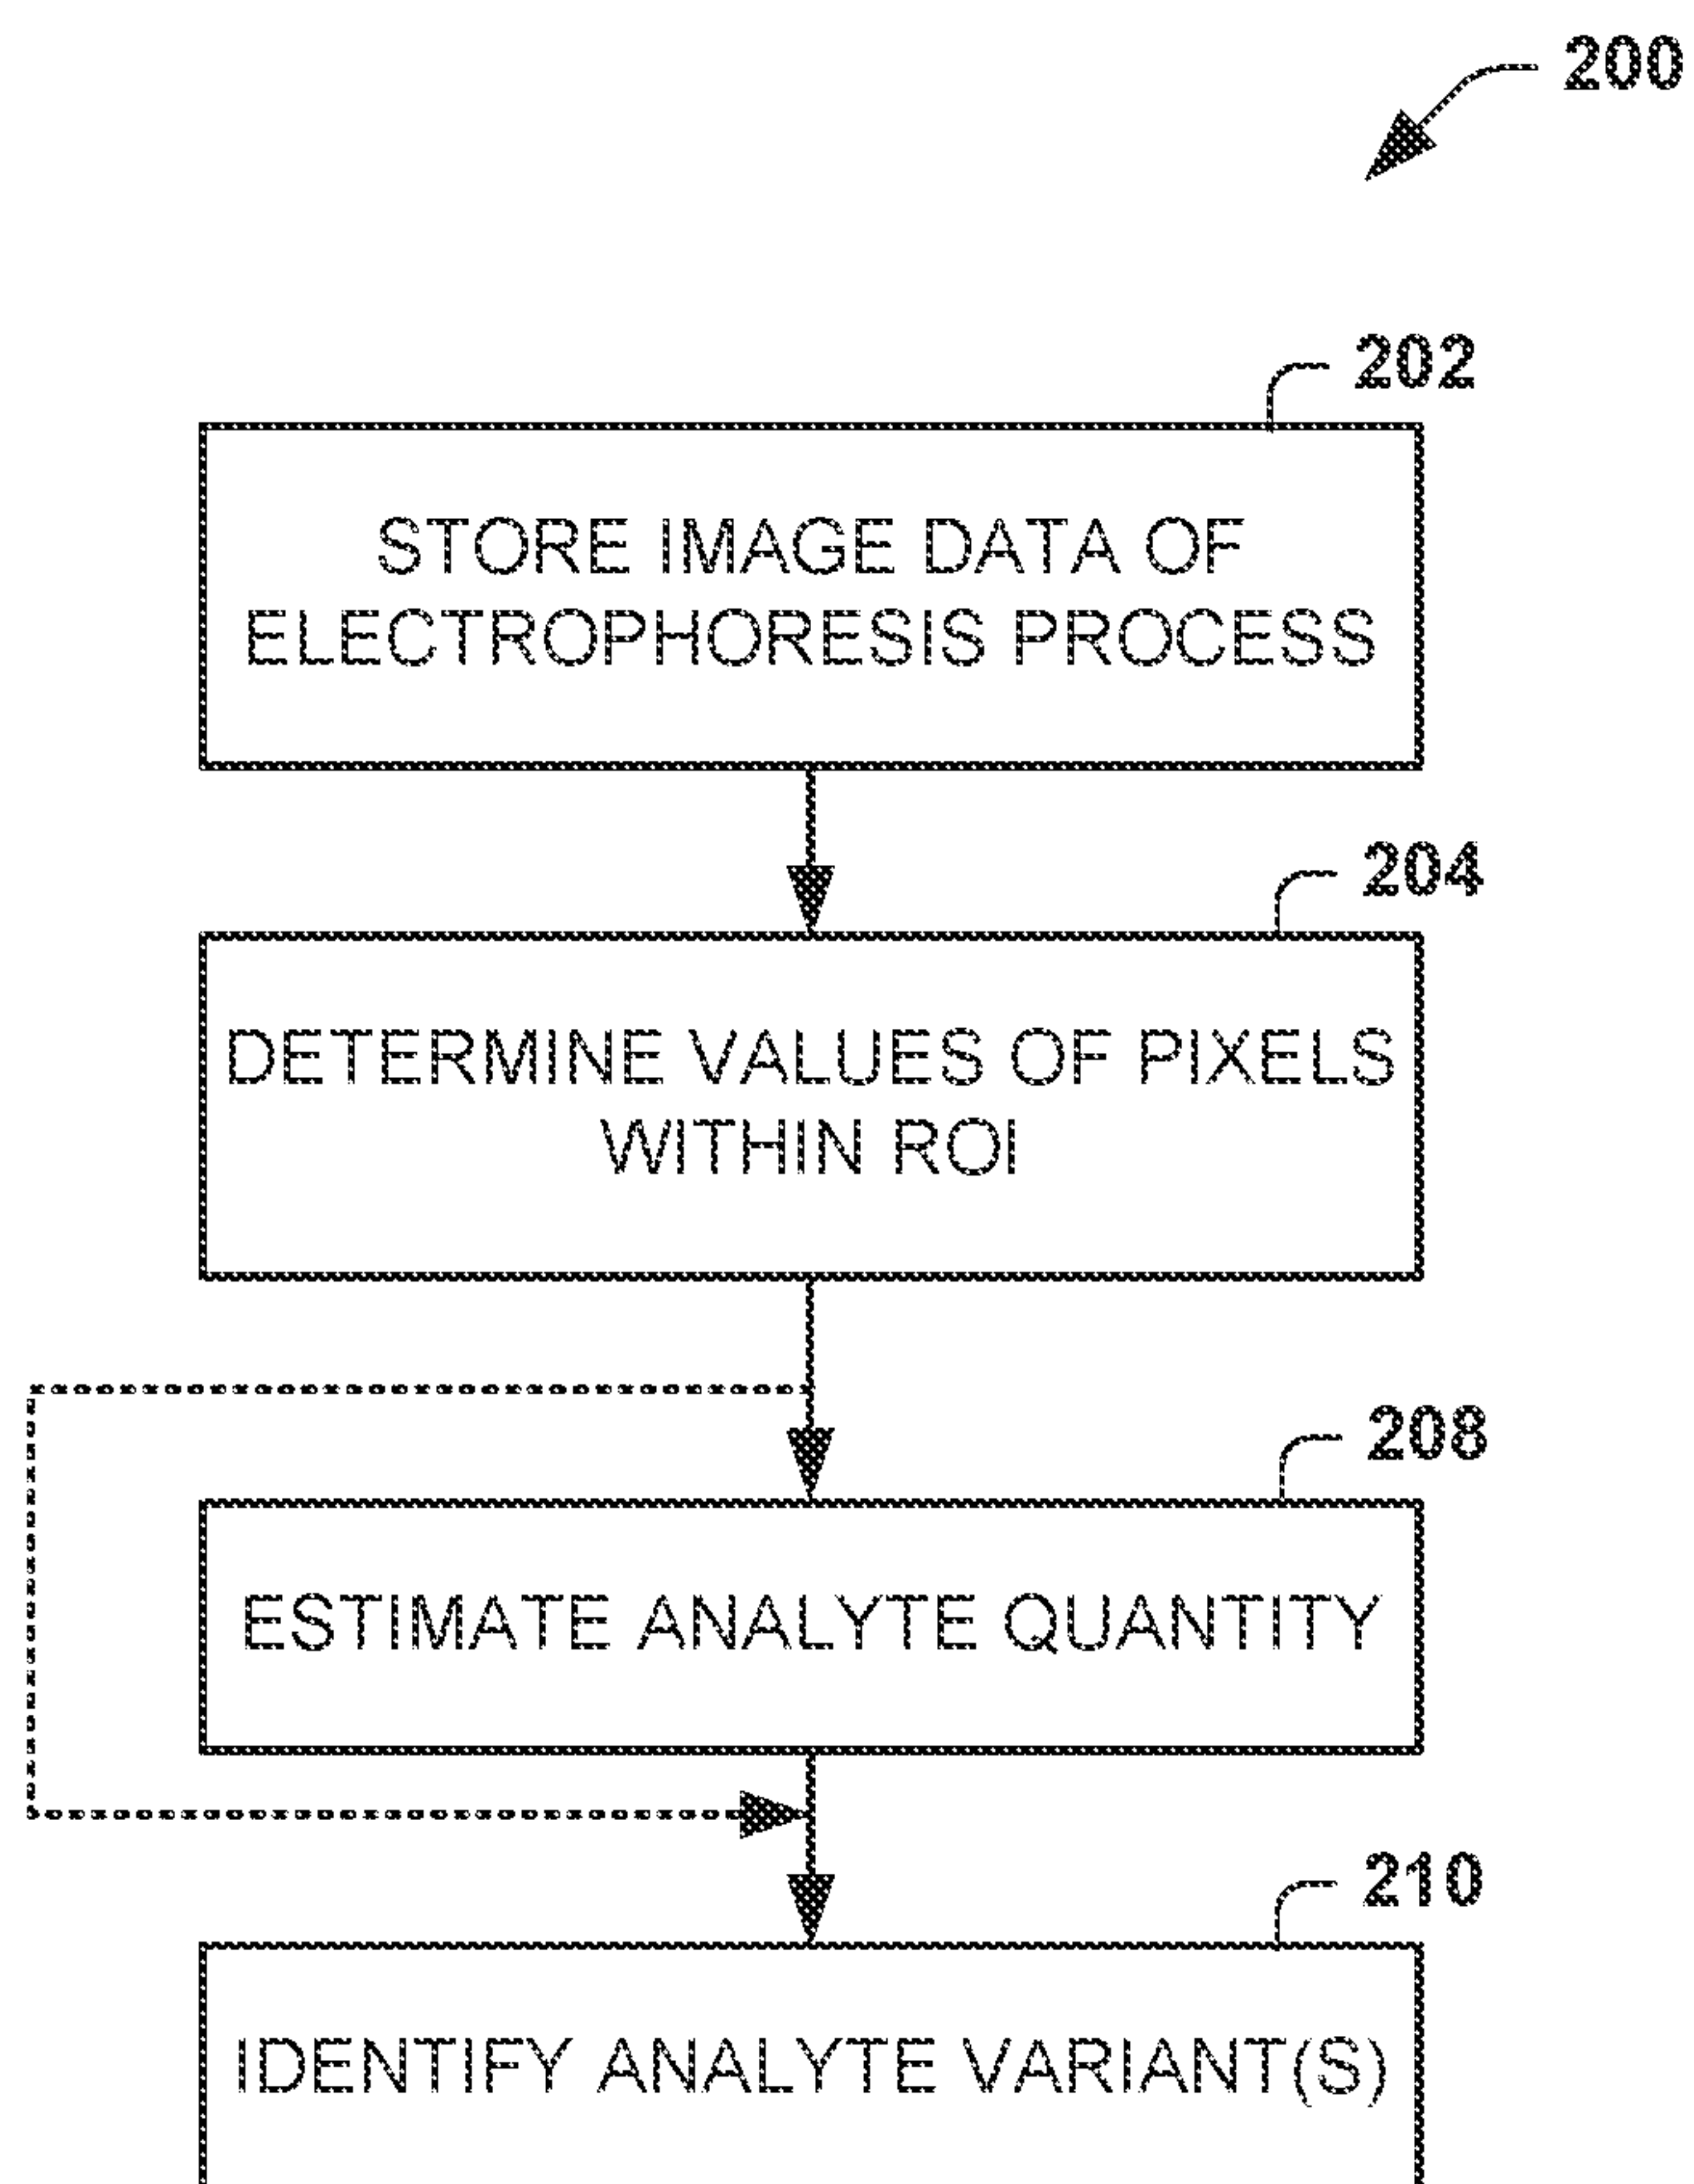 200
202
STORE IMAGE DATA OF
ELECTROPHORESIS PROCESS
204
DETERMINE VALUES OF PIXELS
WITHIN ROI
208
ESTIMATE ANALYTE QUANTITY
210
IDENTIFY ANALYTE VARIANT(S)